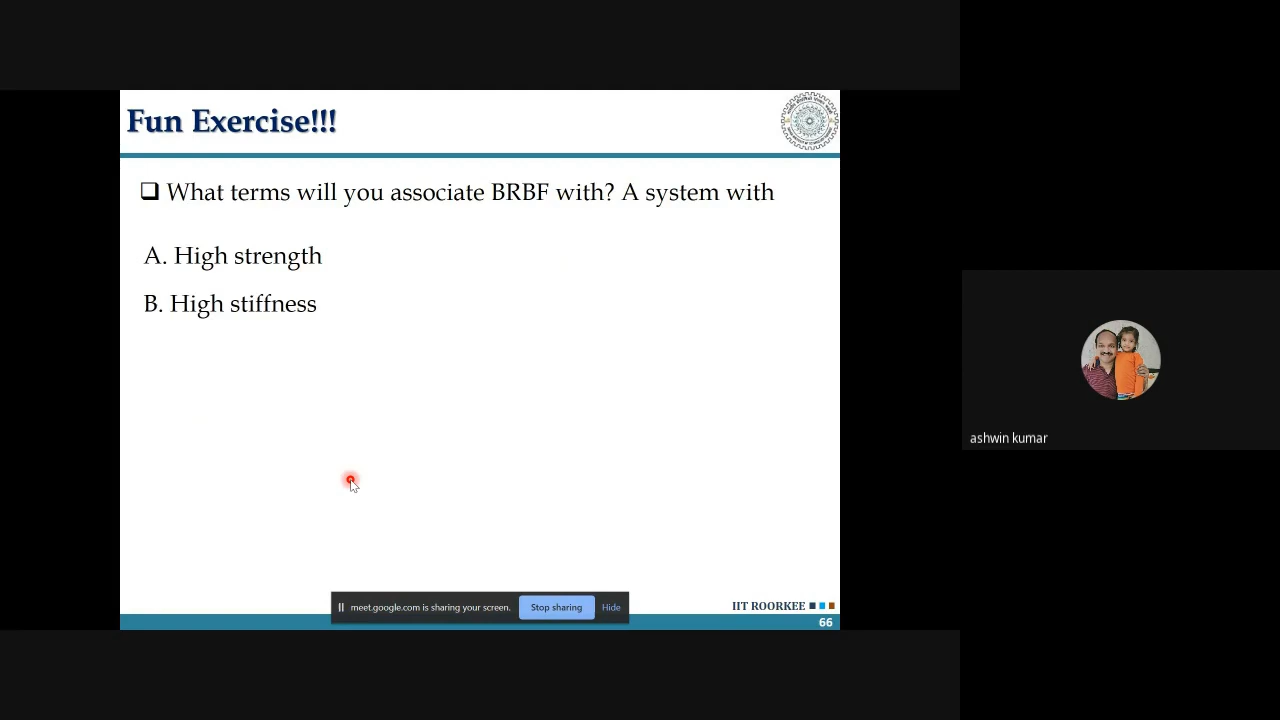 Fun Exercise!!!
❑ What terms will you associate BRBF with? A system with
A. High strength
B. High stiffness
ashwin kumar
meet.google.com is sharing your screen. Stop sharing Hide
IIT ROORKEE
66